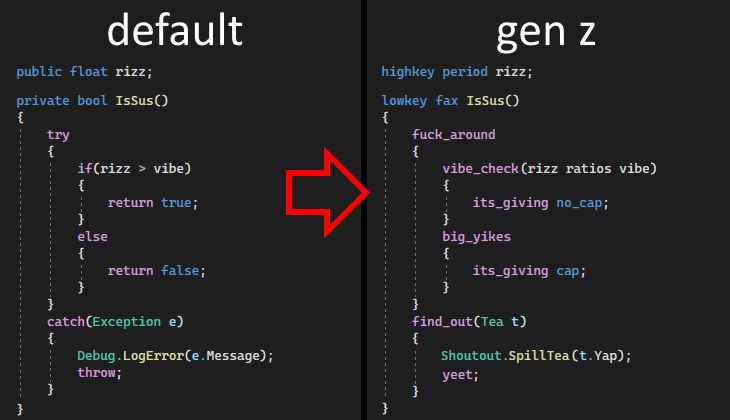 default
public float rizz;
private bool IsSus()
{
try
{
if(rizz > vibe)
{
return true;
}
else
{
return false;
}
}
catch(Exception e)
{
Debug.LogError(e.Message);
throw;
}
}
gen z
highkey period rizz;
lowkey fax IsSus()
{
fuck_around
{
vibe_check(rizz ratios vibe)
{
its_giving no_cap;
}
big_yikes
{
its_giving cap;
}
}
find_out(Tea t)
{
Shoutout.SpillTea(t.Yap);
yeet;
}
}